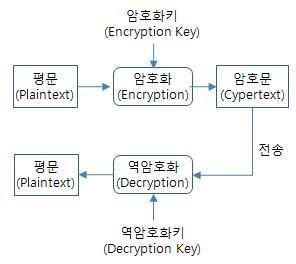 암호화키
(Encryption Key)
평문
(Plaintext)
암호화
(Encryption)
암호문
(Cypertext)
전송
평문
(Plaintext)
역암호화
(Decryption)
역암호화키
(Decryption Key)